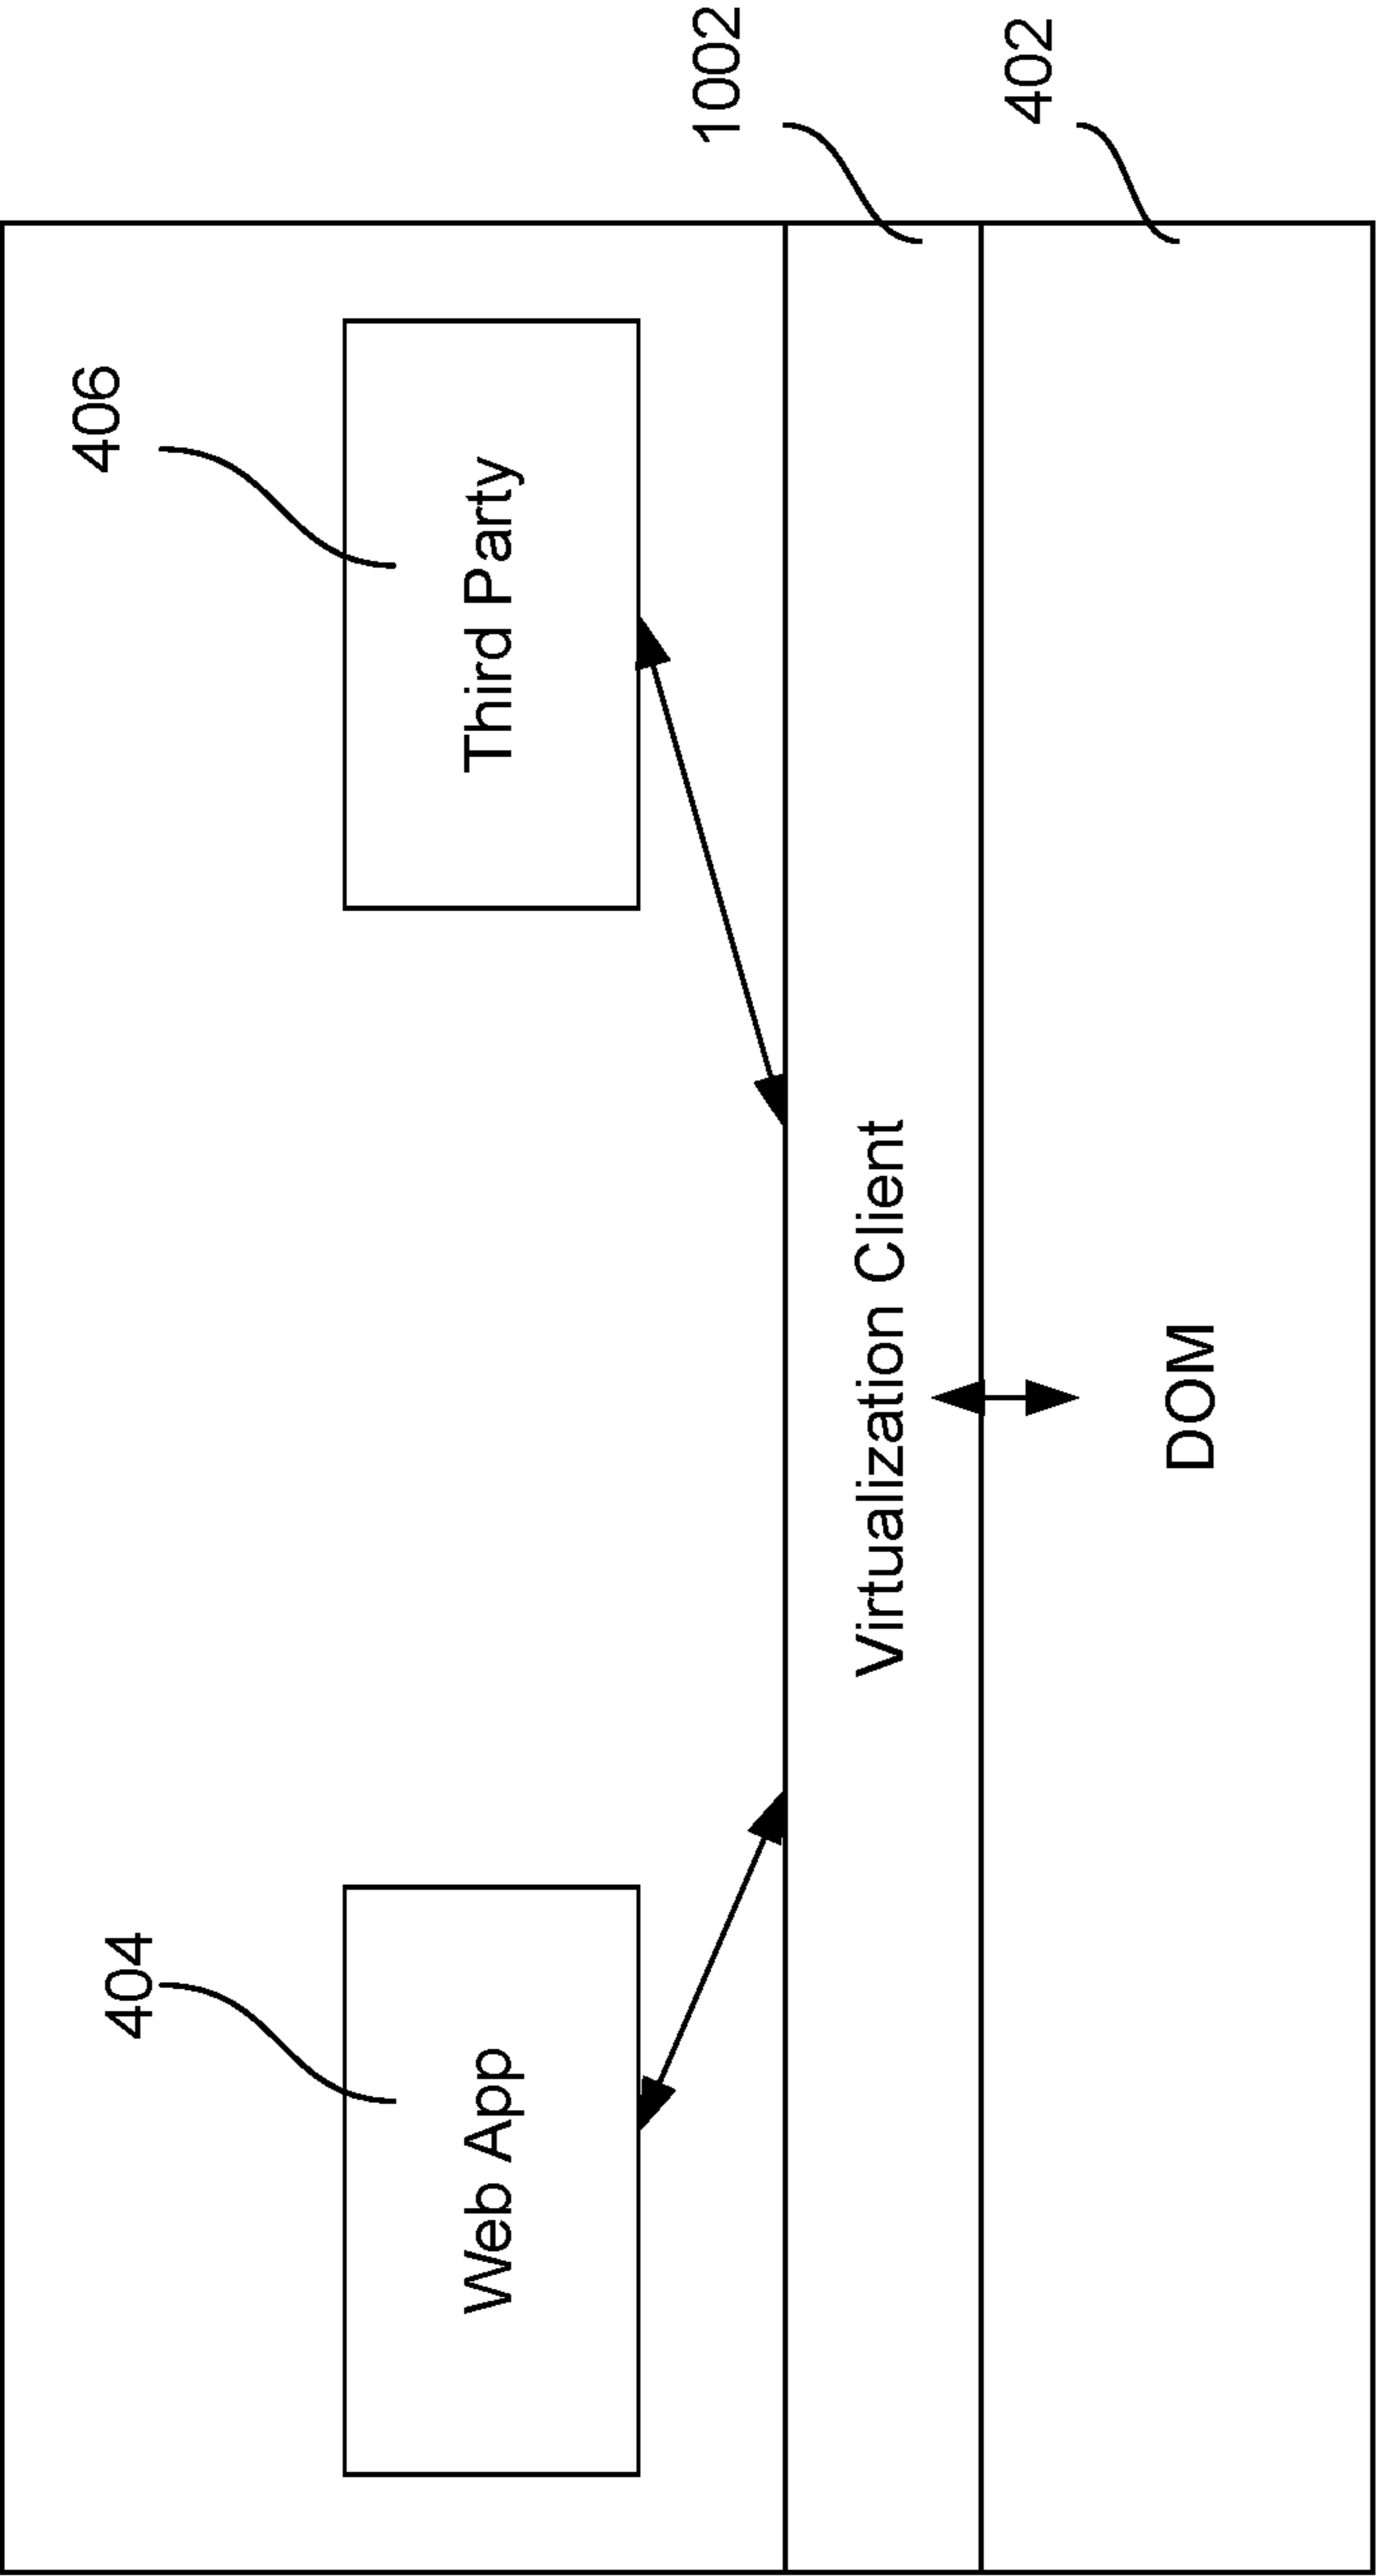 404
406
Web App
Third Party
1002
Virtualization Client
402
DOM